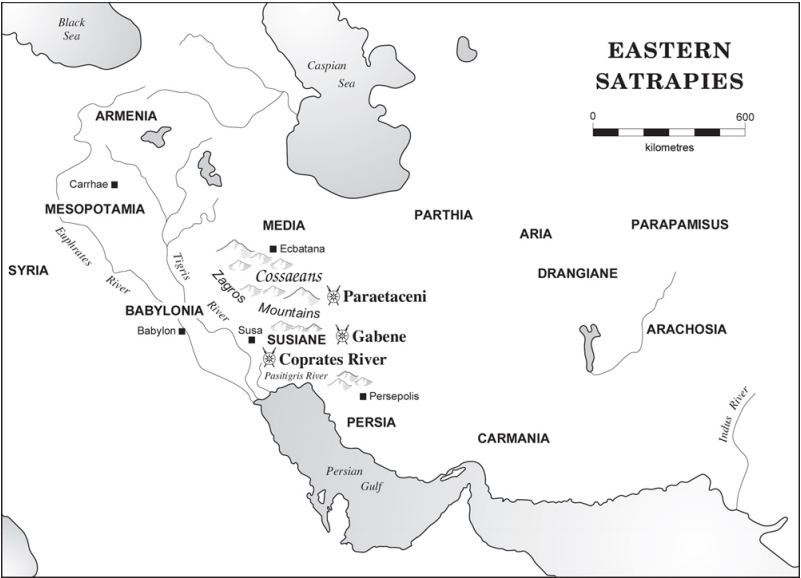 Black
Sea
Caspian
Sea
EASTERN
SATRAPIES
0 600
kilometres
ARMENIA
Carrhae
MESOPOTAMIA
MEDIA
PARTHIA
ARIA
PARAPAMISUS
Ecbatana
Euphrates
River
Tigris
River
SYRIA
Cossaeans
DRANGIANE
Zagros
Mountains
Paraetaceni
BABYLONIA
Babylon
Susa
SUSIANE
Gabene
ARACHOSIA
Coprates River
Pasitigris River
Persepolis
PERSIA
Indus River
CARMANIA
Persian
Gulf